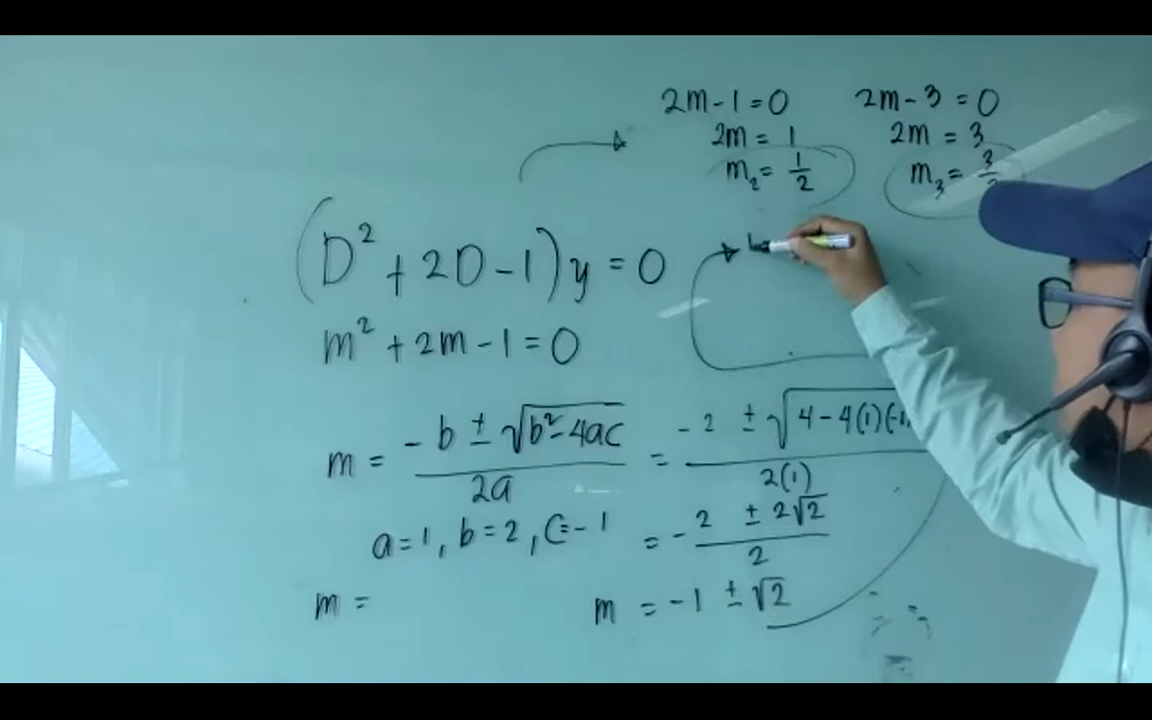 2m - 1 = 0
2m = 1
m₂ = 1/2
2m - 3 = 0
2m = 3
m₃ = 3/
(D² + 2D - 1)y = 0
m² + 2m - 1 = 0
m = (-b ± √(b² - 4ac))/2a = (-2 ± √(4 - 4(1)(-1
2(1)
a = 1, b = 2, C = - 1
= (-2 ± 2√2)/2
m =
m = -1 ± √2